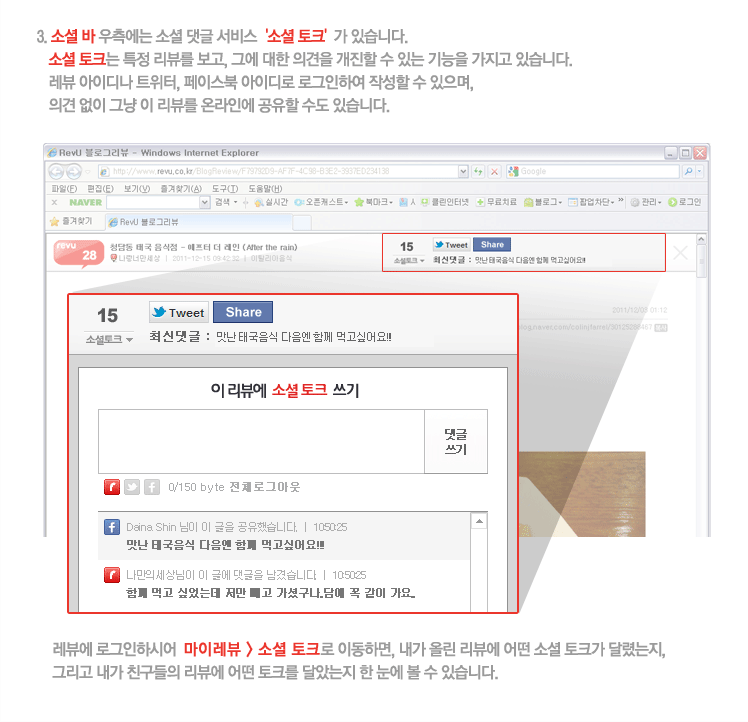 3. 소셜 바 우측에는 소셜 댓글 서비스 '소셜 토크' 가 있습니다.
소셜 토크는 특정 리뷰를 보고, 그에 대한 의견을 개진할 수 있는 기능을 가지고 있습니다.
레뷰 아이디나 트위터, 페이스북 아이디로 로그인하여 작성할 수 있으며,
의견 없이 그냥 이 리뷰를 온라인에 공유할 수도 있습니다.
RevU 블로그리뷰 - Windows Internet Explorer
http://www.revu.co.kr/BlogReview/
Google
파일(F) 편집(E) 보기(V) 즐겨찾기(A) 도구(T) 도움말(H)
x NAVER 검색 실시간 오픈캐스트 북마크 클린인터넷 무료치료 블로그 팝업차단 » 관리 로그인
즐겨찾기 RevU 블로그리뷰
revu 28 청담동 태국 음식점 - 애프터 더 레인 (After the rain) 15 Tweet Share
나랑너만세상 | 2011-12-15 09:42:32 | 이탈리아음식 소셜토크 최신댓글 : 맛난태국음식 다음엔함께 먹고싶어요!!!
2011/12/09 01:12
15 Tweet Share
소셜토크 최신댓글 : 맛난태국음식 다음엔 함께 먹고싶어요!!!
이 리뷰에 소셜 토크 쓰기
댓글
쓰기
0/150 byte 전체로그아웃
Daina Shin 님이 이 글을 공유했습니다. | 10:50:25
맛난 태국음식 다음엔 함께 먹고싶어요!!!
나만의세상님이 이 글에 댓글을 남겼습니다. | 10:50:25
함께 먹고 싶었는데 저만 빼고 가셨구나..담에 꼭 같이 가요..
레뷰에 로그인하시어 마이레뷰 > 소셜 토크로 이동하면, 내가 올린 리뷰에 어떤 소셜 토크가 달렸는지,
그리고 내가 친구들의 리뷰에 어떤 토크를 달았는지 한 눈에 볼 수 있습니다.